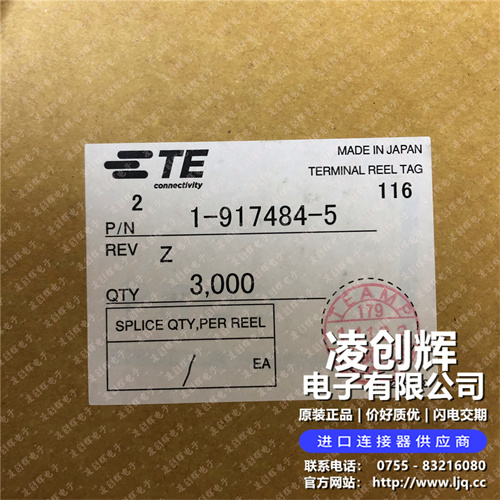 TE
connectivity
MADE IN JAPAN
TERMINAL REEL TAG
2
116
P/N 1-917484-5
REV Z
QTY 3,000
SPLICE QTY,PER REEL
/ EA
TEAM
179
凌创辉
电子有限公司
原装正品 | 价好质优 | 闪电交期
进口连接器供应商
联系电话: 0755 - 83216080
官方网站: http://www.ljq.cc